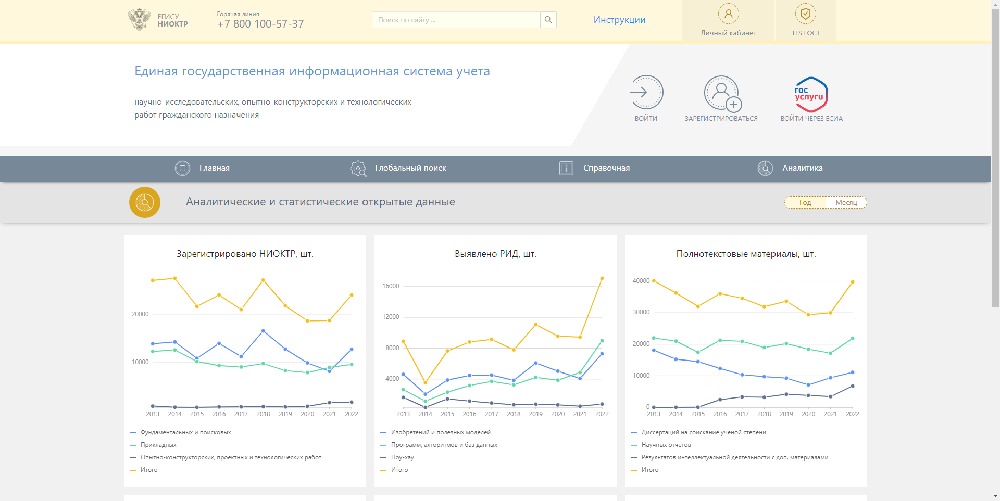 ЕГИСУ
НИОКТР
Горячая линия
+7 800 100-57-37
Поиск по сайту ...
Инструкции
Личный кабинет
TLS ГОСТ
Единая государственная информационная система учета
научно-исследовательских, опытно-конструкторских и технологических
работ гражданского назначения
ВОЙТИ
ЗАРЕГИСТРИРОВАТЬСЯ
гос
услуги
ВОЙТИ ЧЕРЕЗ ЕСИА
Главная
Глобальный поиск
Справочная
Аналитика
Аналитические и статистические открытые данные
Год
Месяц
Зарегистрировано НИОКТР, шт.
20000
10000
2013 2014 2015 2016 2017 2018 2019 2020 2021 2022
Фундаментальных и поисковых
Прикладных
Опытно-конструкторских, проектных и технологических работ
Итого
Выявлено РИД, шт.
16000
12000
8000
4000
2013 2014 2015 2016 2017 2018 2019 2020 2021 2022
Изобретений и полезных моделей
Программ, алгоритмов и баз данных
Ноу-хау
Итого
Полнотекстовые материалы, шт.
40000
30000
20000
10000
0
2013 2014 2015 2016 2017 2018 2019 2020 2021 2022
Диссертаций на соискание ученой степени
Научных отчетов
Результатов интеллектуальной деятельности с доп. материалами
Итого